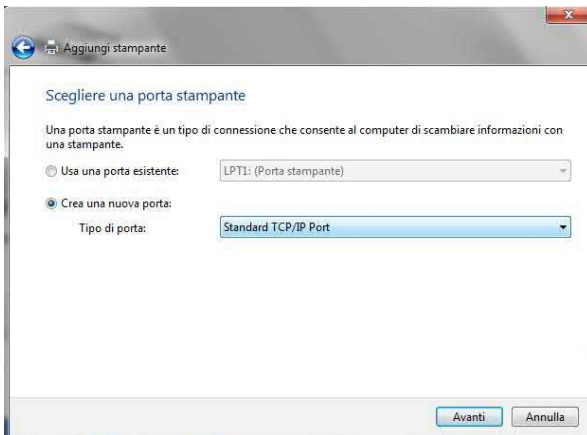 Aggiungi stampante
Scegliere una porta stampante
Una porta stampante è un tipo di connessione che consente al computer di scambiare informazioni con
una stampante.
Usa una porta esistente: LPT1: (Porta stampante)
Crea una nuova porta:
Tipo di porta: Standard TCP/IP Port
Avanti Annulla